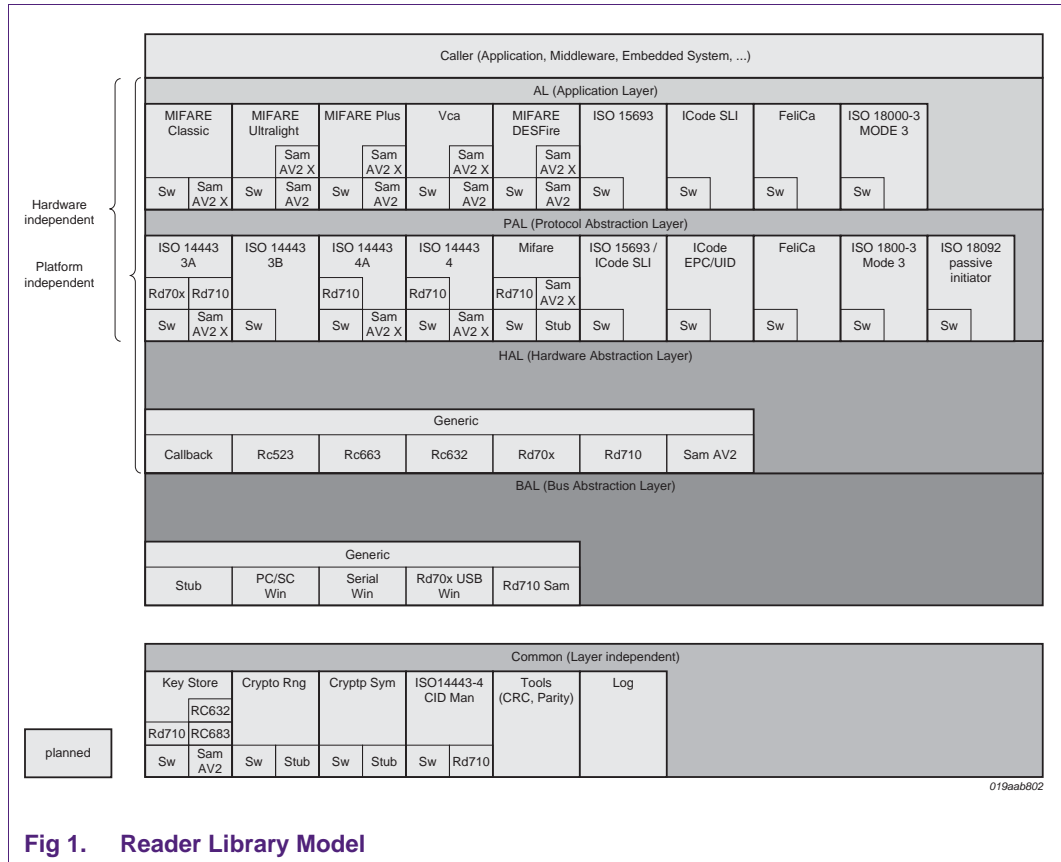 Caller (Application, Middleware, Embedded System, ...)
AL (Application Layer)
MIFARE Classic
Sw
Sam AV2 X
MIFARE Ultralight
Sam AV2 X
Sw
Sam AV2
MIFARE Plus
Sam AV2 X
Sw
Sam AV2
Vca
Sam AV2 X
Sw
Sam AV2
MIFARE DESFire
Sam AV2 X
Sw
Sam AV2
ISO 15693
Sw
ICode SLI
Sw
FeliCa
Sw
ISO 18000-3 MODE 3
Sw
Hardware independent
Platform independent
PAL (Protocol Abstraction Layer)
ISO 14443 3A
Rd70x
Rd710
Sw
Sam AV2 X
ISO 14443 3B
Sw
ISO 14443 4A
Rd710
Sw
Sam AV2 X
ISO 14443 4
Rd710
Sw
Sam AV2 X
Mifare
Rd710
Sam AV2 X
Sw
Stub
ISO 15693 / ICode SLI
Sw
ICode EPC/UID
Sw
FeliCa
Sw
ISO 1800-3 Mode 3
Sw
ISO 18092 passive initiator
Sw
HAL (Hardware Abstraction Layer)
Generic
Callback
Rc523
Rc663
Rc632
Rd70x
Rd710
Sam AV2
BAL (Bus Abstraction Layer)
Generic
Stub
PC/SC Win
Serial Win
Rd70x USB Win
Rd710 Sam
Common (Layer independent)
Key Store
RC632
Rd710
RC683
Sw
Sam AV2
Crypto Rng
Sw
Stub
Cryptp Sym
Sw
Stub
ISO14443-4 CID Man
Sw
Rd710
Tools (CRC, Parity)
Log
planned
019aab802
Fig 1. Reader Library Model